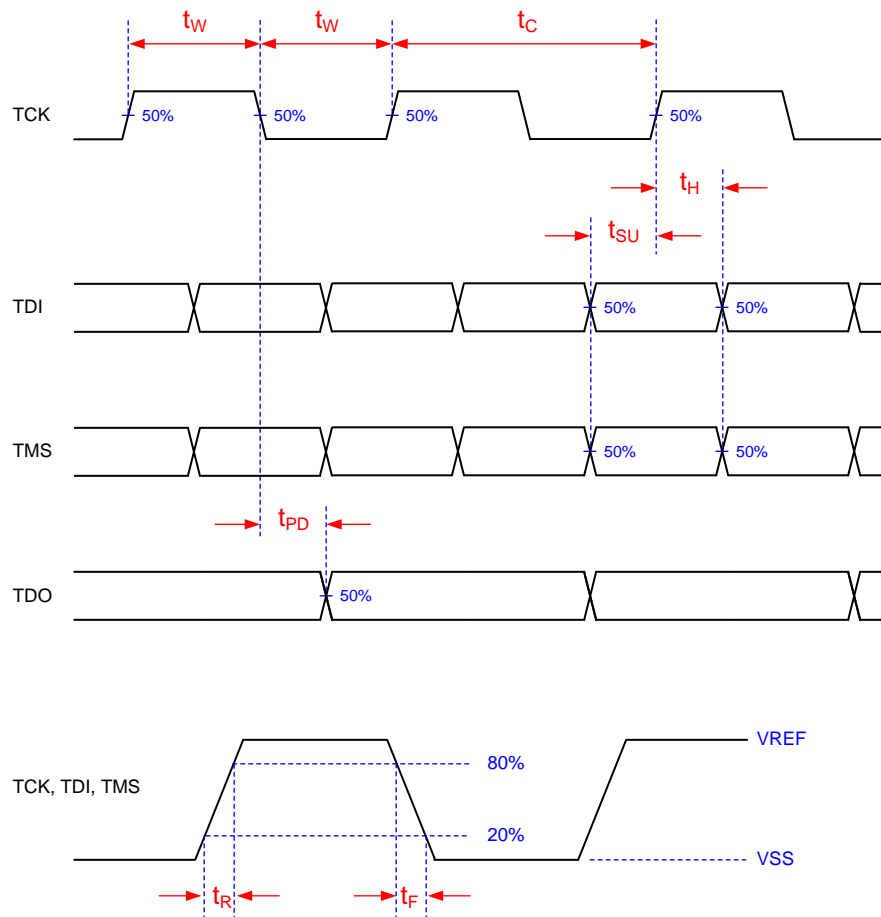 tW tW tC
TCK 50% 50% 50% 50%
tH
tSU
TDI 50% 50%
TMS 50% 50%
tPD
TDO 50%
VREF
80%
TCK, TDI, TMS
20%
VSS
tR tF